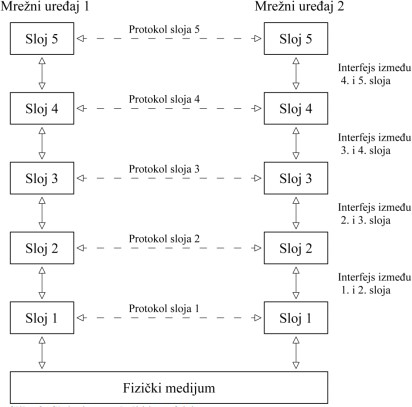 Mrežni uređaj 1
Mrežni uređaj 2
Sloj 5
Protokol sloja 5
Sloj 5
Interfejs između
4. i 5. sloja
Sloj 4
Protokol sloja 4
Sloj 4
Interfejs između
3. i 4. sloja
Sloj 3
Protokol sloja 3
Sloj 3
Interfejs između
2. i 3. sloja
Sloj 2
Protokol sloja 2
Sloj 2
Interfejs između
1. i 2. sloja
Sloj 1
Protokol sloja 1
Sloj 1
Fizički medijum